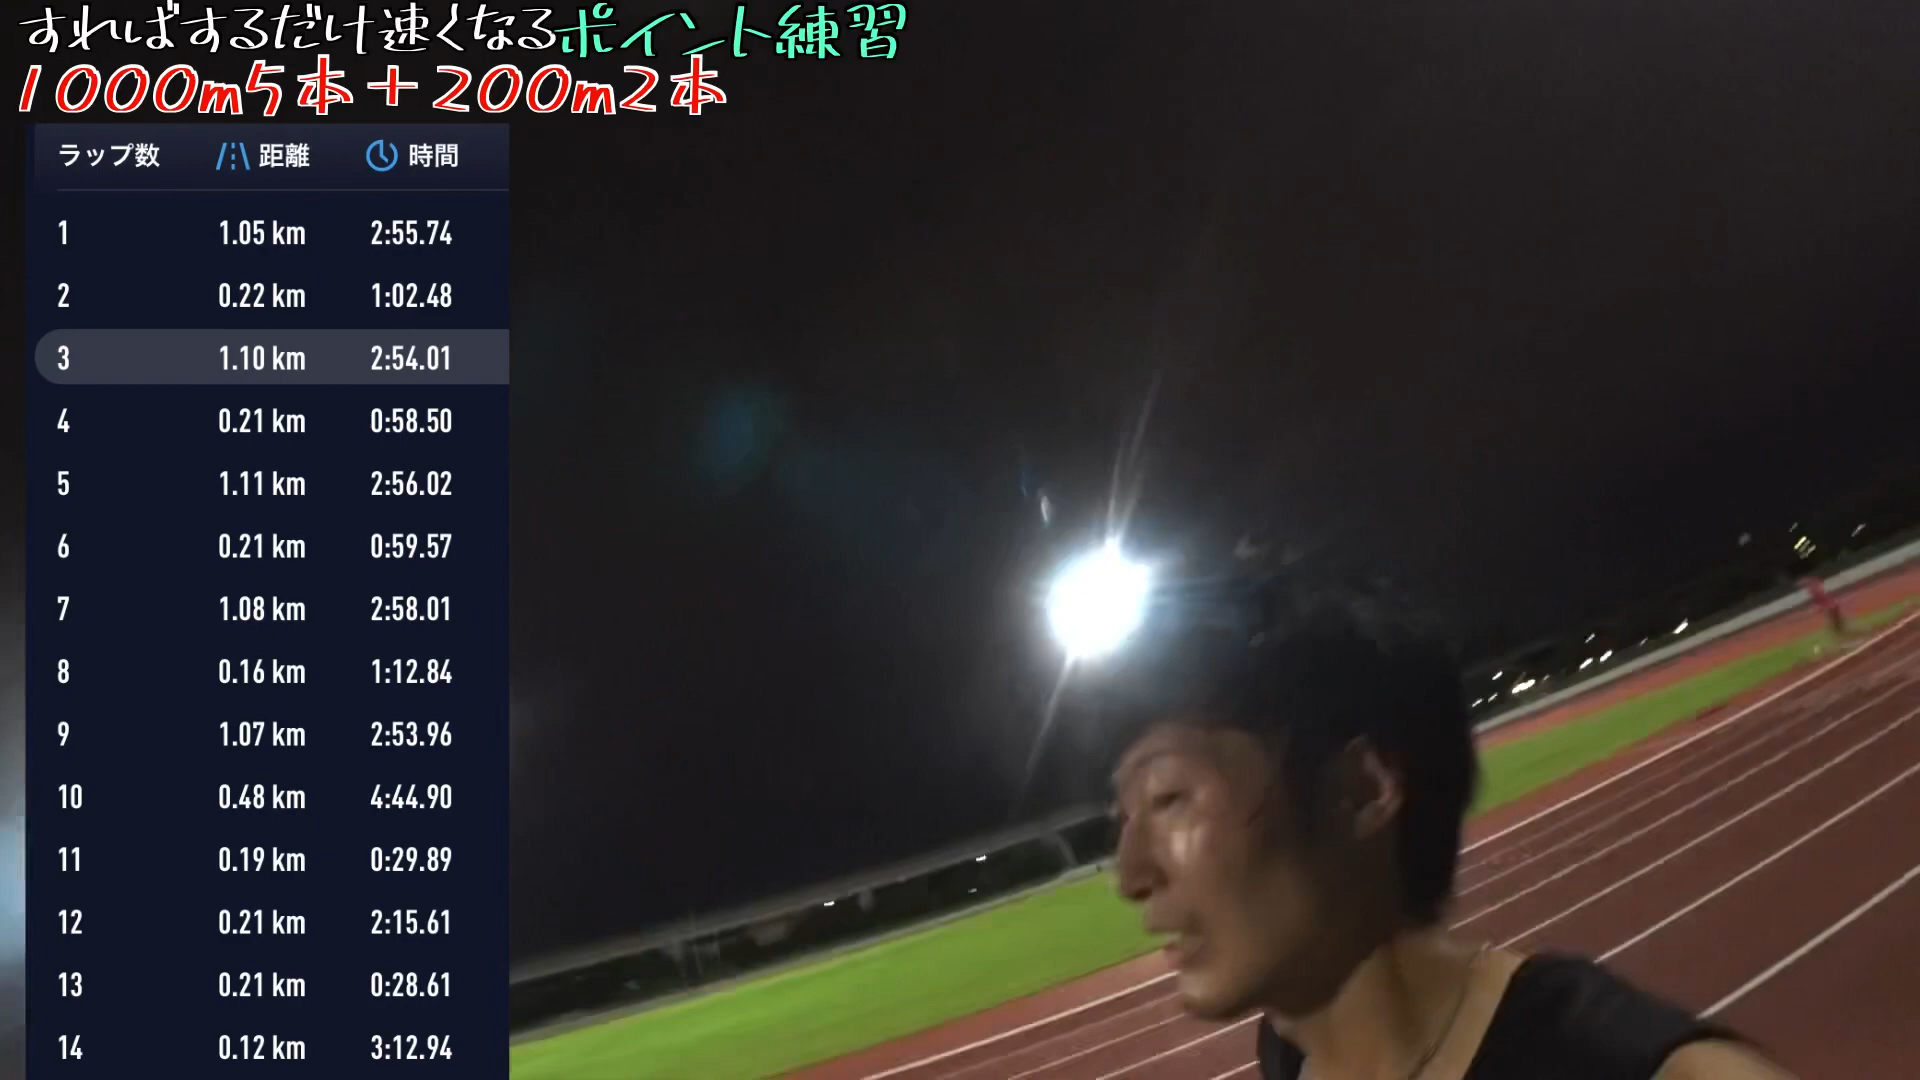 すればするだけ速くなるポイント練習
1000m5本+200m2本
ラップ数 距離 時間
1 1.05 km 2:55.74
2 0.22 km 1:02.48
3 1.10 km 2:54.01
4 0.21 km 0:58.50
5 1.11 km 2:56.02
6 0.21 km 0:59.57
7 1.08 km 2:58.01
8 0.16 km 1:12.84
9 1.07 km 2:53.96
10 0.48 km 4:44.90
11 0.19 km 0:29.89
12 0.21 km 2:15.61
13 0.21 km 0:28.61
14 0.12 km 3:12.94